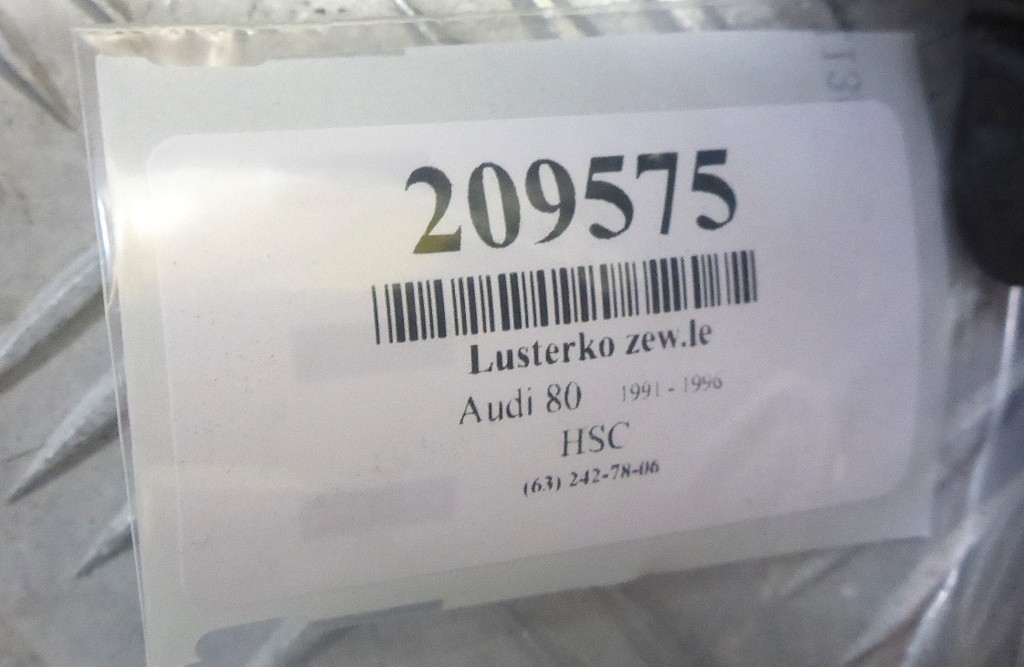 209575
Lusterko zew.le
Audi 80 1991 - 1996
HSC
(63) 242-78-06